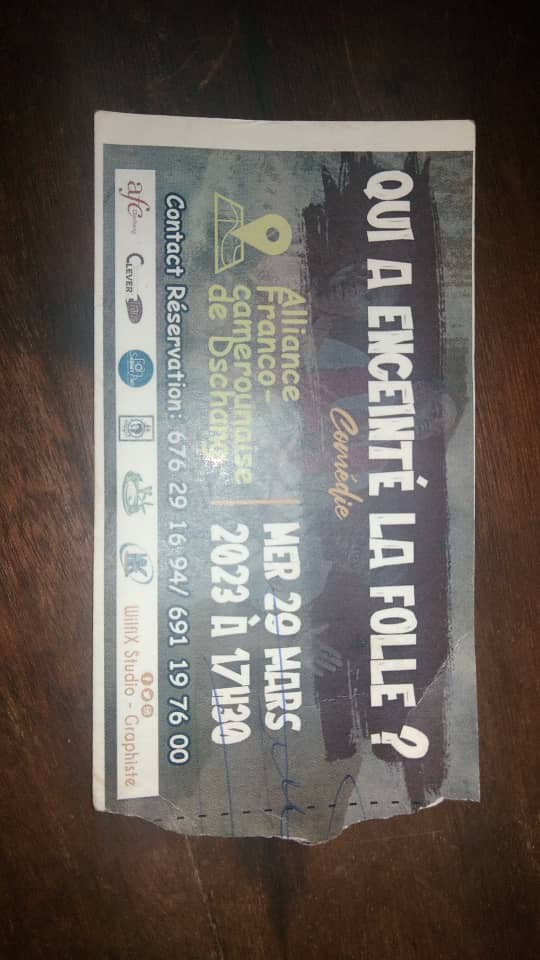 QUI A ENCEINTÉ LA FOLLE ?
Comédie
Alliance
Franco-
camerounaise
de Dschang
MER 29 MARS
2023 À 17H30
Contact Réservation: 676 29 16 94/ 691 19 76 00
afc
CLEVER
WilfiX Studio - Graphiste